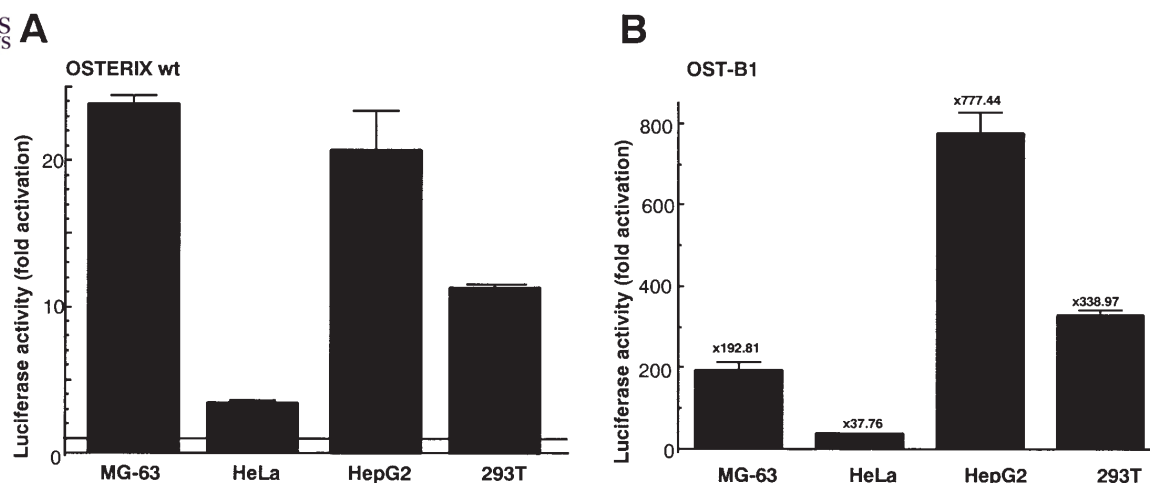 S
NS
A
OSTERIX wt
Luciferase activity (fold activation)
20
10
0
MG-63 HeLa HepG2 293T
B
OST-B1
Luciferase activity (fold activation)
800
600
400
200
0
x192.81
x37.76
x777.44
x338.97
MG-63 HeLa HepG2 293T